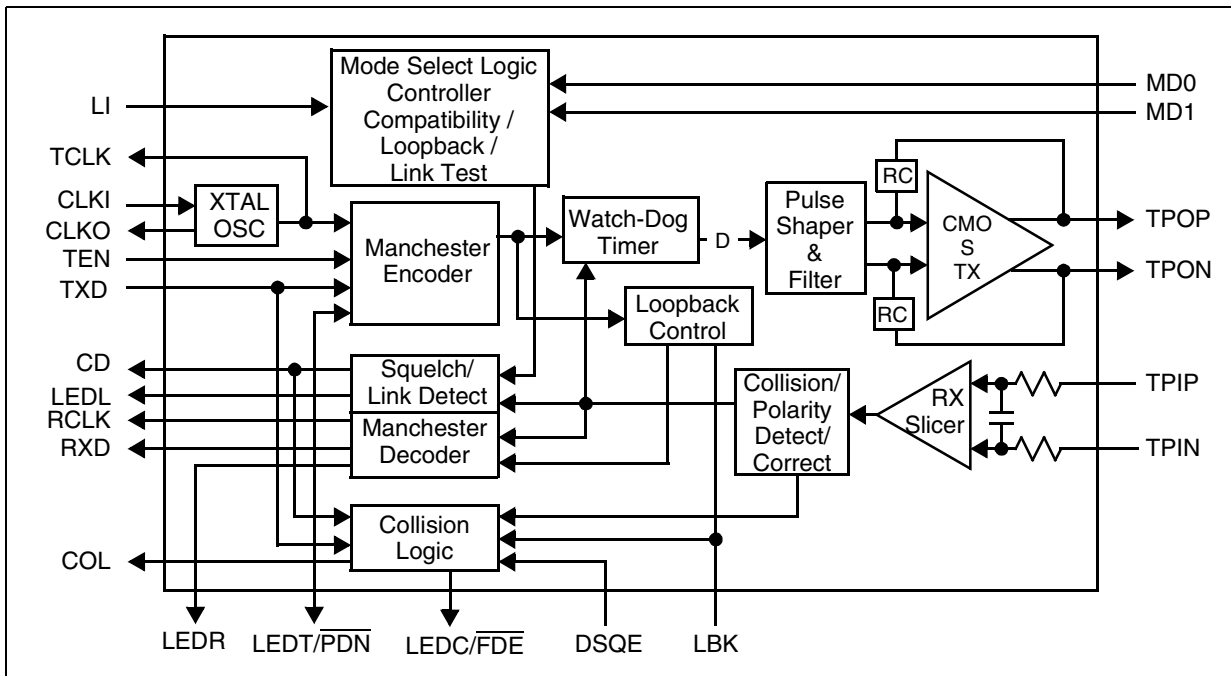 Mode Select Logic
Controller
Compatibility /
Loopback /
Link Test
MD0
MD1
LI
TCLK
CLKI
CLKO
TEN
TXD
XTAL
OSC
Manchester
Encoder
Watch-Dog
Timer
D
Pulse
Shaper
&
Filter
RC
CMO
S
TX
RC
TPOP
TPON
Loopback
Control
CD
LEDL
RCLK
RXD
Squelch/
Link Detect
Manchester
Decoder
Collision/
Polarity
Detect/
Correct
RX
Slicer
TPIP
TPIN
Collision
Logic
COL
LEDR
LEDT/PDN
LEDC/FDE
DSQE
LBK